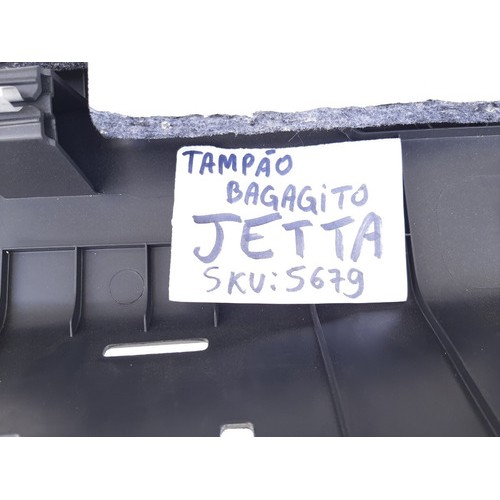 TAMPÃO
BAGAGITO
JETTA
SKU: 5679